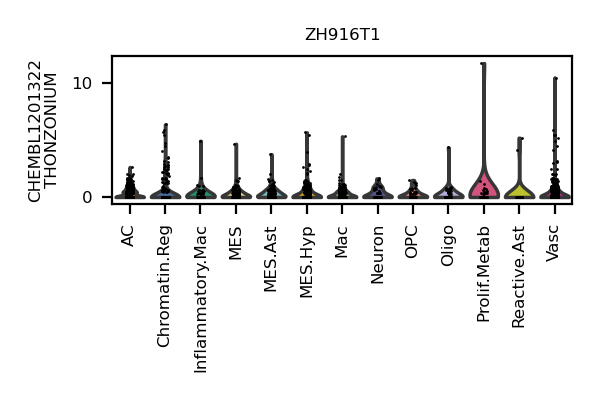 ZH916T1
CHEMBL1201322
THONZONIUM
10
0
AC
Chromatin.Reg
Inflammatory.Mac
MES
MES.Ast
MES.Hyp
Mac
Neuron
OPC
Oligo
Prolif.Metab
Reactive.Ast
Vasc